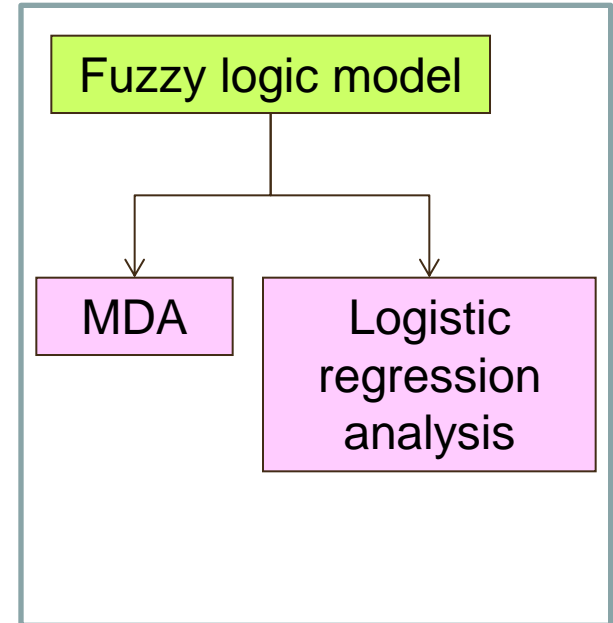 Fuzzy logic model
MDA
Logistic
regression
analysis